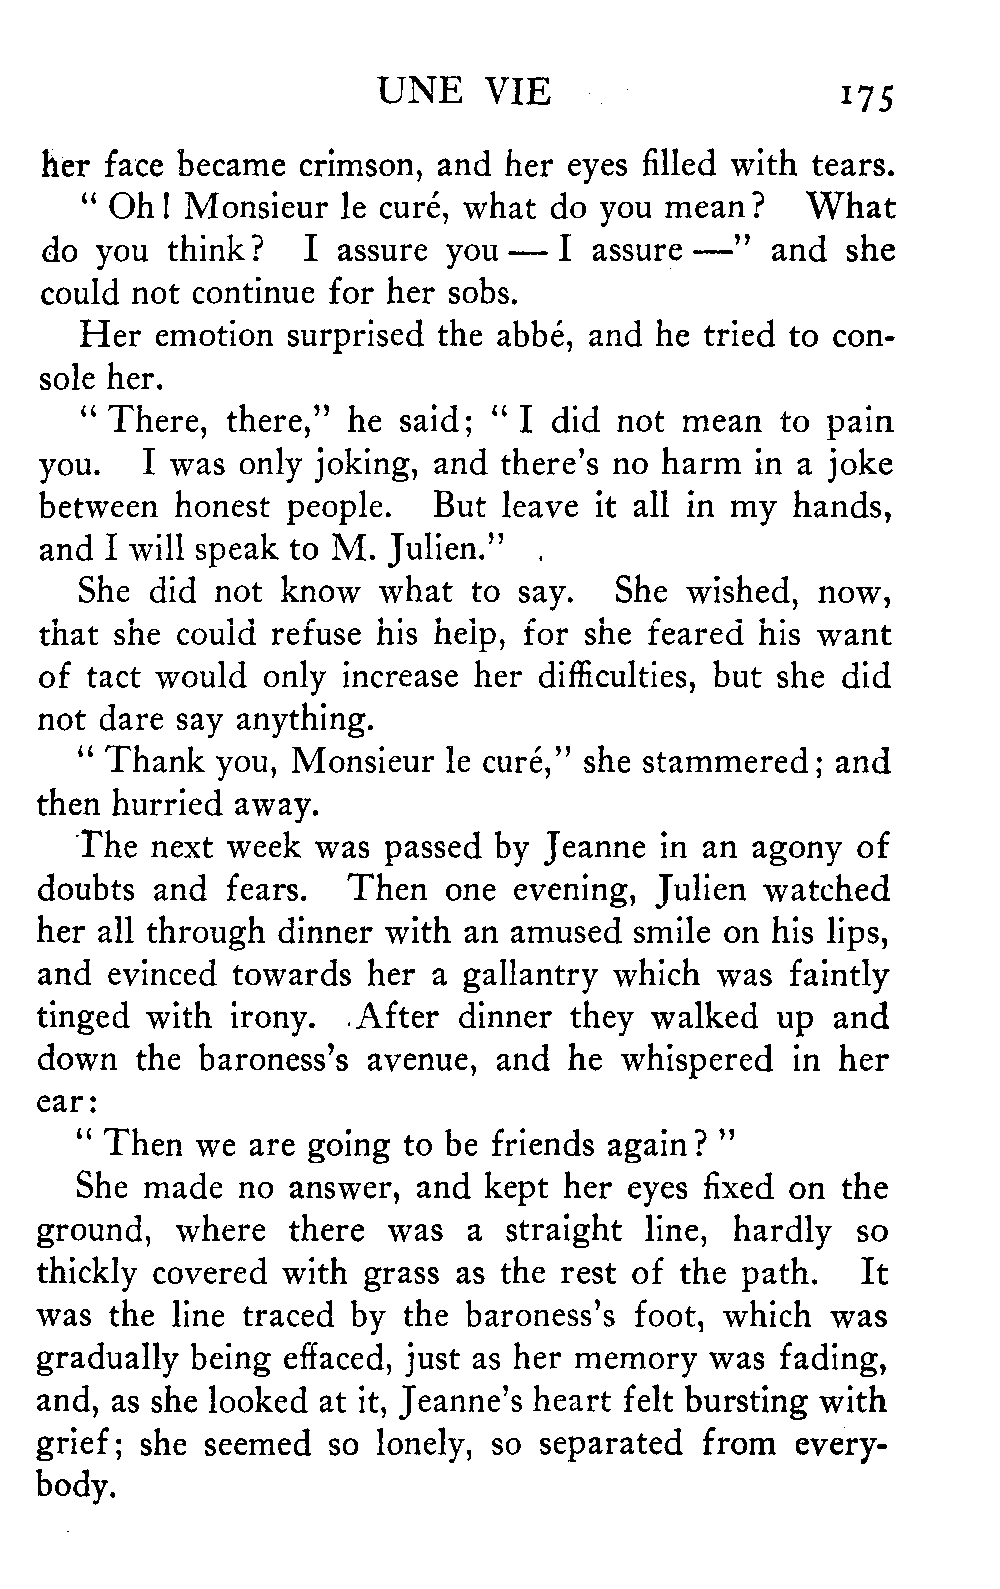 UNE VIE 175
her face became crimson, and her eyes filled with tears.
“ Oh! Monsieur le curé, what do you mean? What
do you think? I assure you — I assure —” and she
could not continue for her sobs.
Her emotion surprised the abbé, and he tried to con-
sole her.
“ There, there,” he said; “ I did not mean to pain
you. I was only joking, and there’s no harm in a joke
between honest people. But leave it all in my hands,
and I will speak to M. Julien.”
She did not know what to say. She wished, now,
that she could refuse his help, for she feared his want
of tact would only increase her difficulties, but she did
not dare say anything.
“ Thank you, Monsieur le curé,” she stammered; and
then hurried away.
The next week was passed by Jeanne in an agony of
doubts and fears. Then one evening, Julien watched
her all through dinner with an amused smile on his lips,
and evinced towards her a gallantry which was faintly
tinged with irony. After dinner they walked up and
down the baroness’s avenue, and he whispered in her
ear:
“ Then we are going to be friends again? ”
She made no answer, and kept her eyes fixed on the
ground, where there was a straight line, hardly so
thickly covered with grass as the rest of the path. It
was the line traced by the baroness’s foot, which was
gradually being effaced, just as her memory was fading,
and, as she looked at it, Jeanne’s heart felt bursting with
grief; she seemed so lonely, so separated from every-
body.